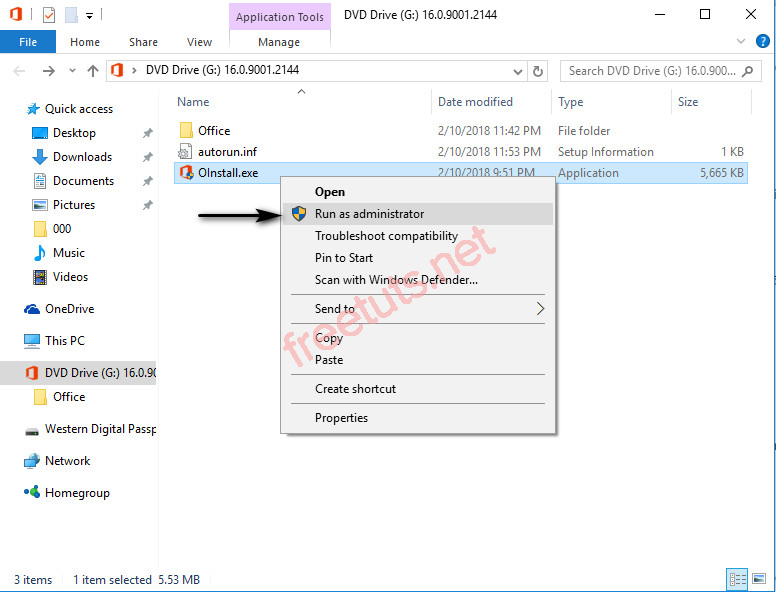 Application Tools
DVD Drive (G:) 16.0.9001.2144
File Home Share View Manage
DVD Drive (G:) 16.0.9001.2144
Search DVD Drive (G:) 16.0.900...
Name Date modified Type Size
Quick access
Desktop
Downloads
Documents
Pictures
000
Music
Videos
OneDrive
This PC
DVD Drive (G:) 16.0.90
Office
Western Digital Passp
Network
Homegroup
Office 2/10/2018 11:42 PM File folder
autorun.inf 2/10/2018 11:53 PM Setup Information 1 KB
OInstall.exe 2/10/2018 9:51 PM Application 5,665 KB
Open
Run as administrator
Troubleshoot compatibility
Pin to Start
Scan with Windows Defender...
Send to
Copy
Paste
Create shortcut
Properties
freetuts.net
3 items 1 item selected 5.53 MB